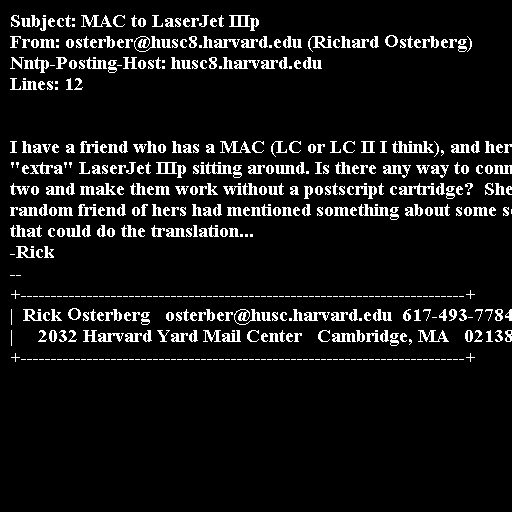 Subject: MAC to LaserJet IIIp
From: osterber@husc8.harvard.edu (Richard Osterberg)
Nntp-Posting-Host: husc8.harvard.edu
Lines: 12
I have a friend who has a MAC (LC or LC II I think), and her
"extra" LaserJet IIIp sitting around. Is there any way to
two and make them work without a postscript cartridge? She
random friend of hers had mentioned something about some
that could do the translation...
-Rick
--
+--------------------------------------------------------------------------+
| Rick Osterberg osterber@husc.harvard.edu 617-493-7784
| 2032 Harvard Yard Mail Center Cambridge, MA 02138
+--------------------------------------------------------------------------+